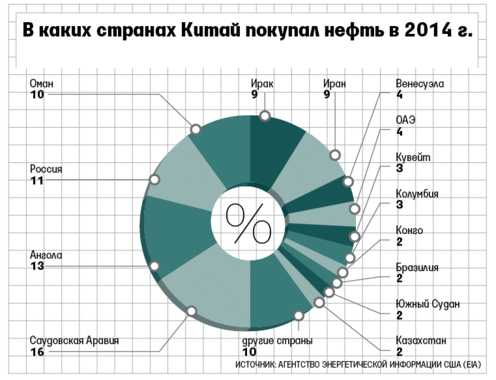 В каких странах Китай покупал нефть в 2014 г.
Оман
10
Ирак
9
Иран
9
Венесуэла
4
ОАЭ
4
Кувейт
3
Колумбия
3
Конго
2
Бразилия
2
Южный Судан
2
Казахстан
2
другие страны
10
Саудовская Аравия
16
Ангола
13
Россия
11
%
ИСТОЧНИК: АГЕНТСТВО ЭНЕРГЕТИЧЕСКОЙ ИНФОРМАЦИИ США (EIA)